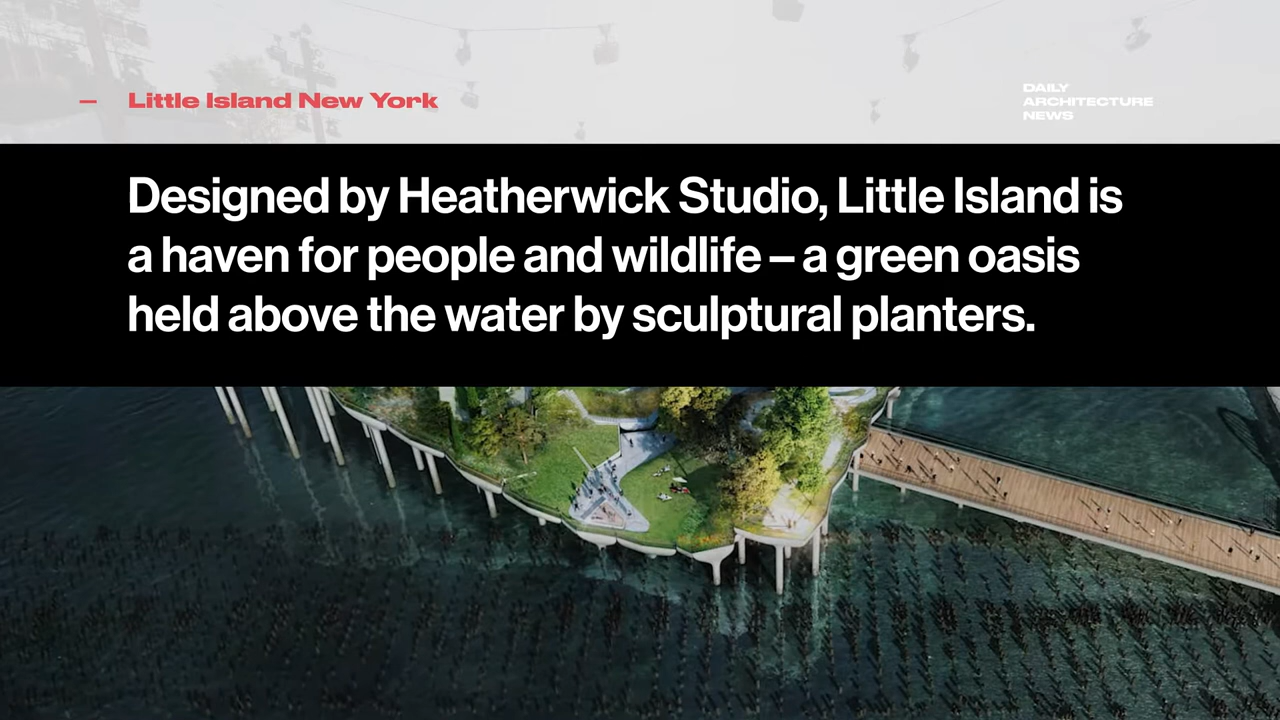 — Little Island New York
DAILY
ARCHITECTURE
NEWS
Designed by Heatherwick Studio, Little Island is
a haven for people and wildlife – a green oasis
held above the water by sculptural planters.